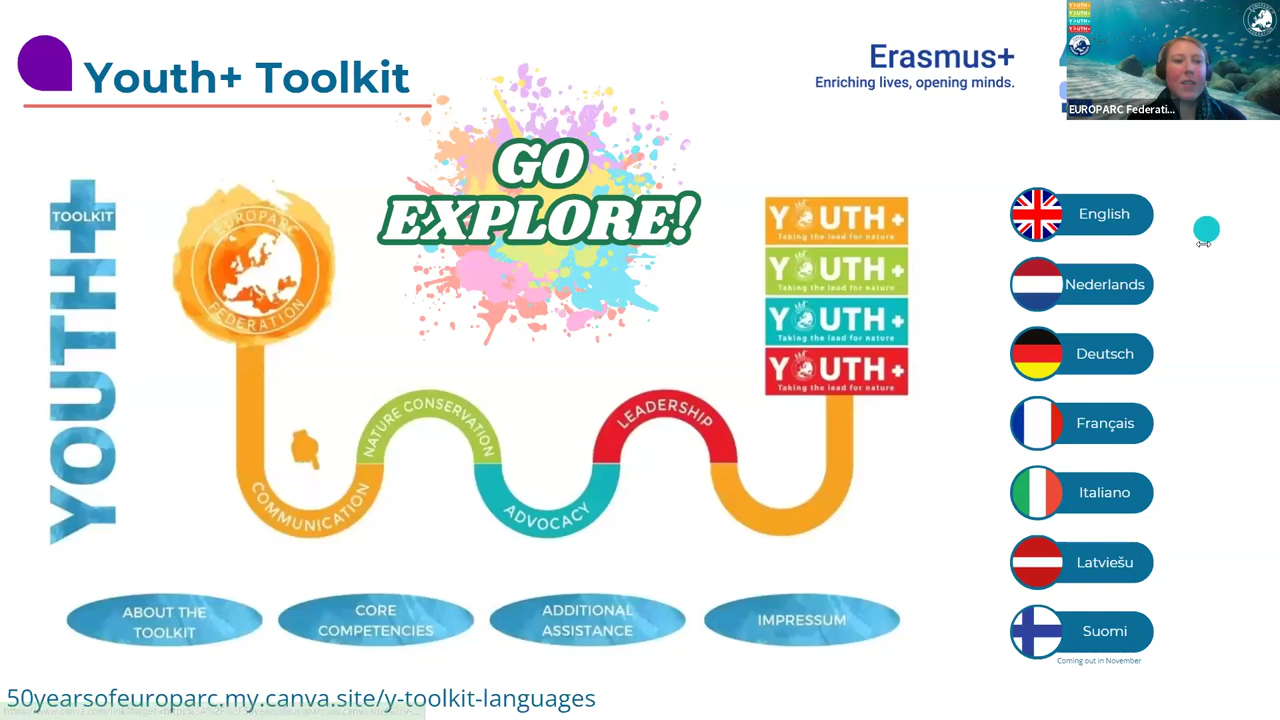 Youth+ Toolkit
Erasmus+
Enriching lives, opening minds.
EUROPARC Federati...
GO
EXPLORE!
YOUTH+
TOOLKIT
EUROPARC
FEDERATION
YOUTH+
Taking the lead for nature
YOUTH+
Taking the lead for nature
YOUTH+
Taking the lead for nature
YOUTH+
Taking the lead for nature
COMMUNICATION
NATURE CONSERVATION
ADVOCACY
LEADERSHIP
English
Nederlands
Deutsch
Français
Italiano
Latviešu
Suomi
Coming out in November
ABOUT THE
TOOLKIT
CORE
COMPETENCIES
ADDITIONAL
ASSISTANCE
IMPRESSUM
50yearsofeuroparc.my.canva.site/y-toolkit-languages